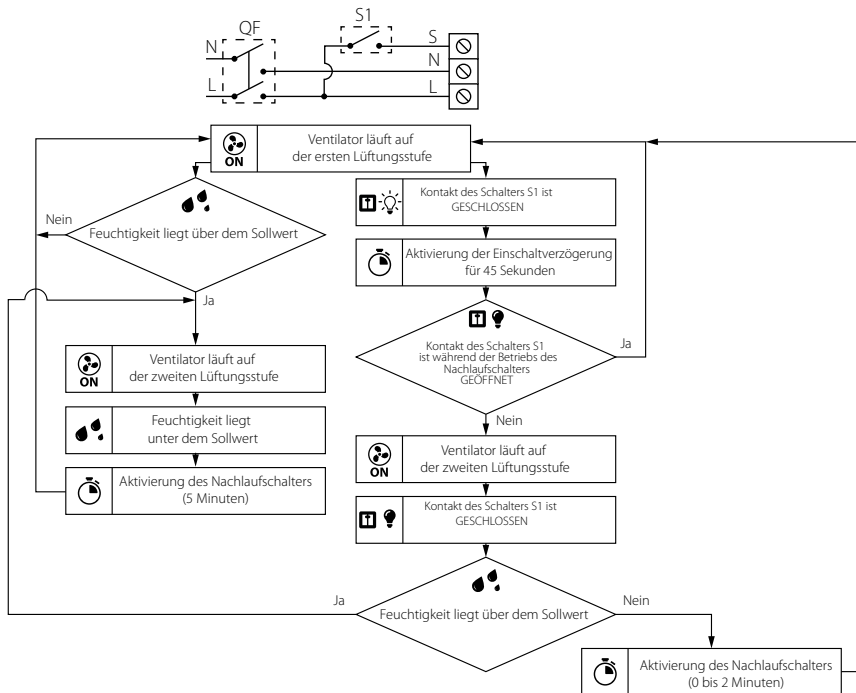 QF
S1
N
L
S
N
L
ON
Ventilator läuft auf
der ersten Lüftungsstufe
Feuchtigkeit liegt über dem Sollwert
Nein
Ja
ON
Ventilator läuft auf
der zweiten Lüftungsstufe
Feuchtigkeit liegt
unter dem Sollwert
Aktivierung des Nachlaufschalters
(5 Minuten)
Kontakt des Schalters S1 ist
GESCHLOSSEN
Aktivierung der Einschaltverzögerung
für 45 Sekunden
Kontakt des Schalters S1
ist während der Betriebs des
Nachlaufschalters
GEÖFFNET
Ja
Nein
ON
Ventilator läuft auf
der zweiten Lüftungsstufe
Kontakt des Schalters S1 ist
GESCHLOSSEN
Feuchtigkeit liegt über dem Sollwert
Ja
Nein
Aktivierung des Nachlaufschalters
(0 bis 2 Minuten)